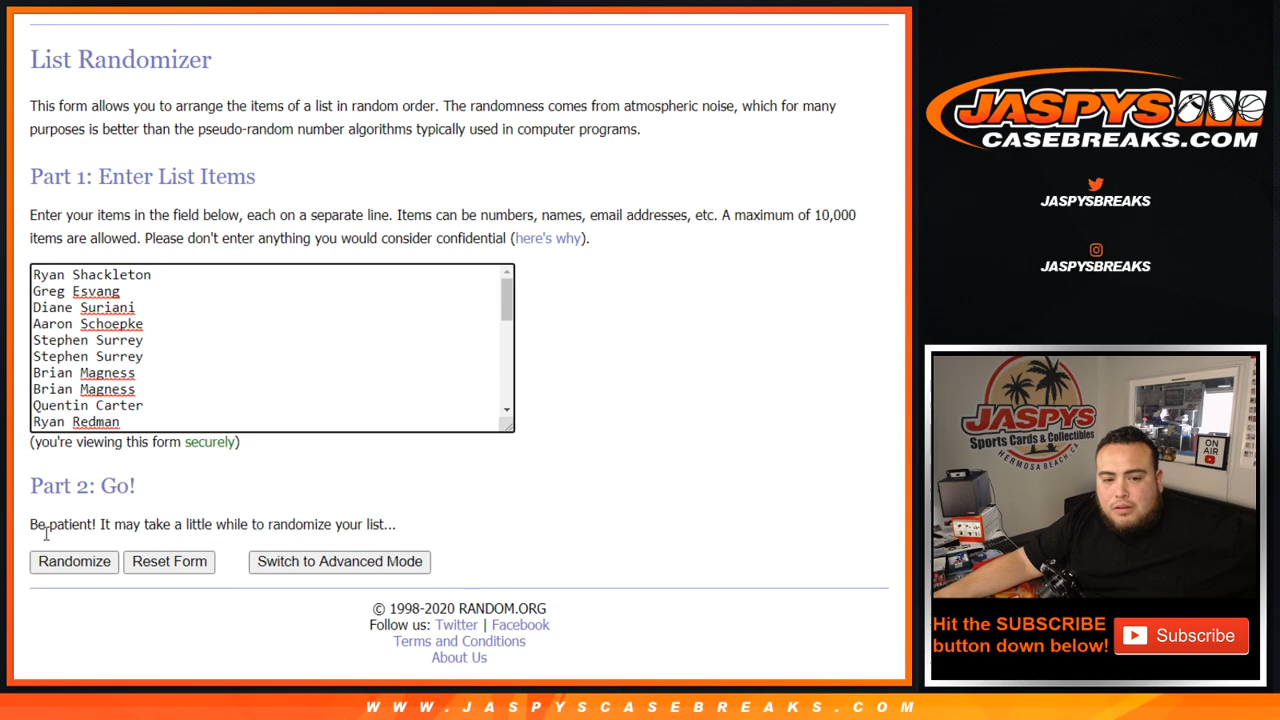 List Randomizer
This form allows you to arrange the items of a list in random order. The randomness comes from atmospheric noise, which for many
purposes is better than the pseudo-random number algorithms typically used in computer programs.
Part 1: Enter List Items
Enter your items in the field below, each on a separate line. Items can be numbers, names, email addresses, etc. A maximum of 10,000
items are allowed. Please don't enter anything you would consider confidential (here's why).
Ryan Shackleton
Greg Esvang
Diane Suriani
Aaron Schoepke
Stephen Surrey
Stephen Surrey
Brian Magness
Brian Magness
Quentin Carter
Ryan Redman
(you're viewing this form securely)
Part 2: Go!
Be patient! It may take a little while to randomize your list...
Randomize
Reset Form
Switch to Advanced Mode
© 1998-2020 RANDOM.ORG
Follow us: Twitter | Facebook
Terms and Conditions
About Us
JASPYS
CASEBREAKS.COM
JASPYSBREAKS
JASPYSBREAKS
JASPYS
Sports Cards & Collectibles
HERMOSA BEACH, CA
ON
AIR
Hit the SUBSCRIBE
button down below!
Subscribe
WWW.JASPYSCASEBREAKS.COM